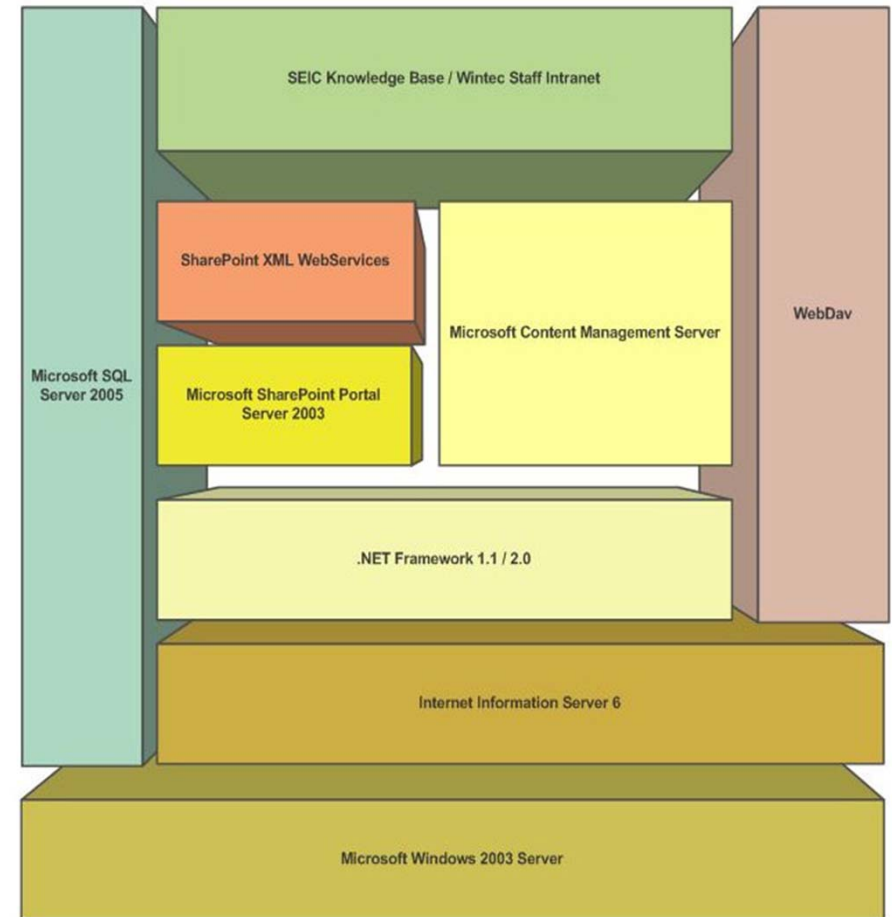 SEIC Knowledge Base / Wintec Staff Intranet
SharePoint XML WebServices
Microsoft Content Management Server
WebDav
Microsoft SQL
Server 2005
Microsoft SharePoint Portal
Server 2003
.NET Framework 1.1 / 2.0
Internet Information Server 6
Microsoft Windows 2003 Server